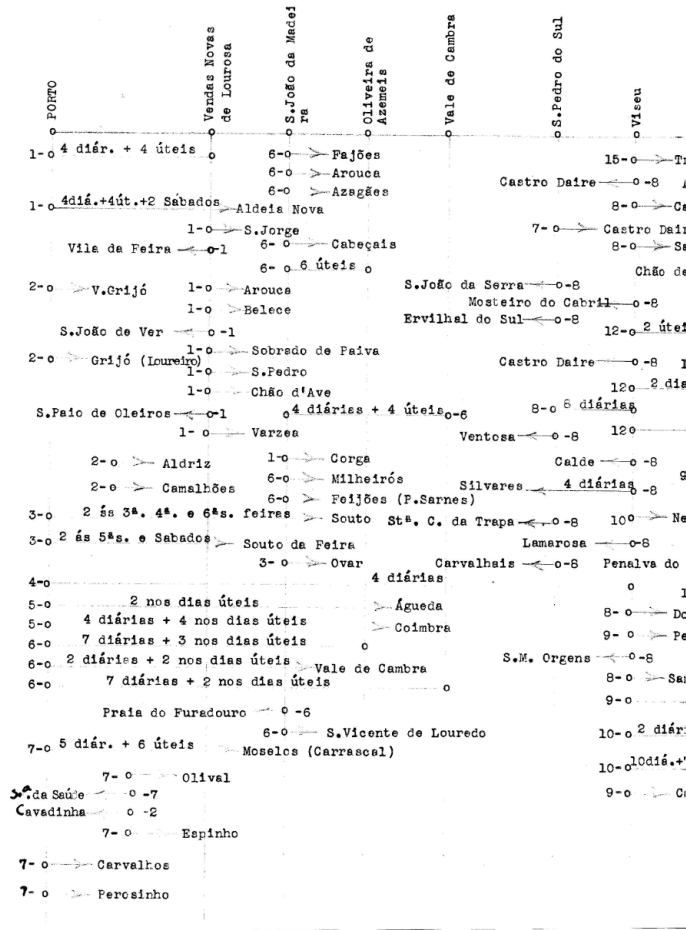 PORTO
Vendas Novas
de Lourosa
S.João da Madei
ra
Oliveira de
Azemeis
Vale de Cambra
S.Pedro do Sul
Viseu
1-o 4 diár. + 4 úteis o
6-o Fajões
15-o
6-o Arouca
6-o Azagães
Castro Daire o -8
1-o 4diá.+4út.+2 Sabados Aldeia Nova
8-o
1-o S.Jorge
7-o Castro Dair
Vila da Feira o-1
6- o Cabeçais
8-o
6- o 6 úteis o
Chão de
2-o V.Grijó
1-o Arouca
S.João da Serra o-8
1-o Belece
Mosteiro do Cabril o -8
Ervilhal do Sul o-8
S.João de Ver o -1
12-o 2 útei
1-o Sobrado de Paiva
2-o Grijó (Loureiro)
Castro Daire o -8
1-o S.Pedro
1-o Chão d'Ave
12o 2 diá
S.Paio de Oleiros o-1
o 4 diárias + 4 úteis o-6
8-o 6 diárias
1- o Varzea
Ventosa o -8
12o
2-o Aldriz
1-o Corga
Calde o -8
6-o Milheirós
2-o Camalhões
Silvares 4 diárias o -8
6-o Feijões (P.Sarnes)
3-o 2 ás 3ª. 4ª. e 6ªs. feiras Souto
Stª. C. da Trapa o -8
10o Ne
3-o 2 ás 5ªs. e Sabados Souto da Feira
Lamarosa o-8
3- o Ovar
Carvalhais o-8
Penalva do
4-o 4 diárias
o
5-o 2 nos dias úteis Águeda
8- o Do
5-o 4 diárias + 4 nos dias úteis Coimbra
9- o Pe
6-o 7 diárias + 3 nos dias úteis o
6-o 2 diárias + 2 nos dias úteis Vale de Cambra
S.M. Orgens o-8
6-o 7 diárias + 2 nos dias úteis o
8-o San
9-o
Praia do Furadouro o -6
6-o S.Vicente de Louredo
10-o 2 diár
7-o 5 diár. + 6 úteis Moselos (Carrascal)
10-o 10diá.+
7- o Olival
Sª. da Saúde o -7
9-o
Cavadinha o -2
7- o Espinho
7- o Carvalhos
7- o Perosinho